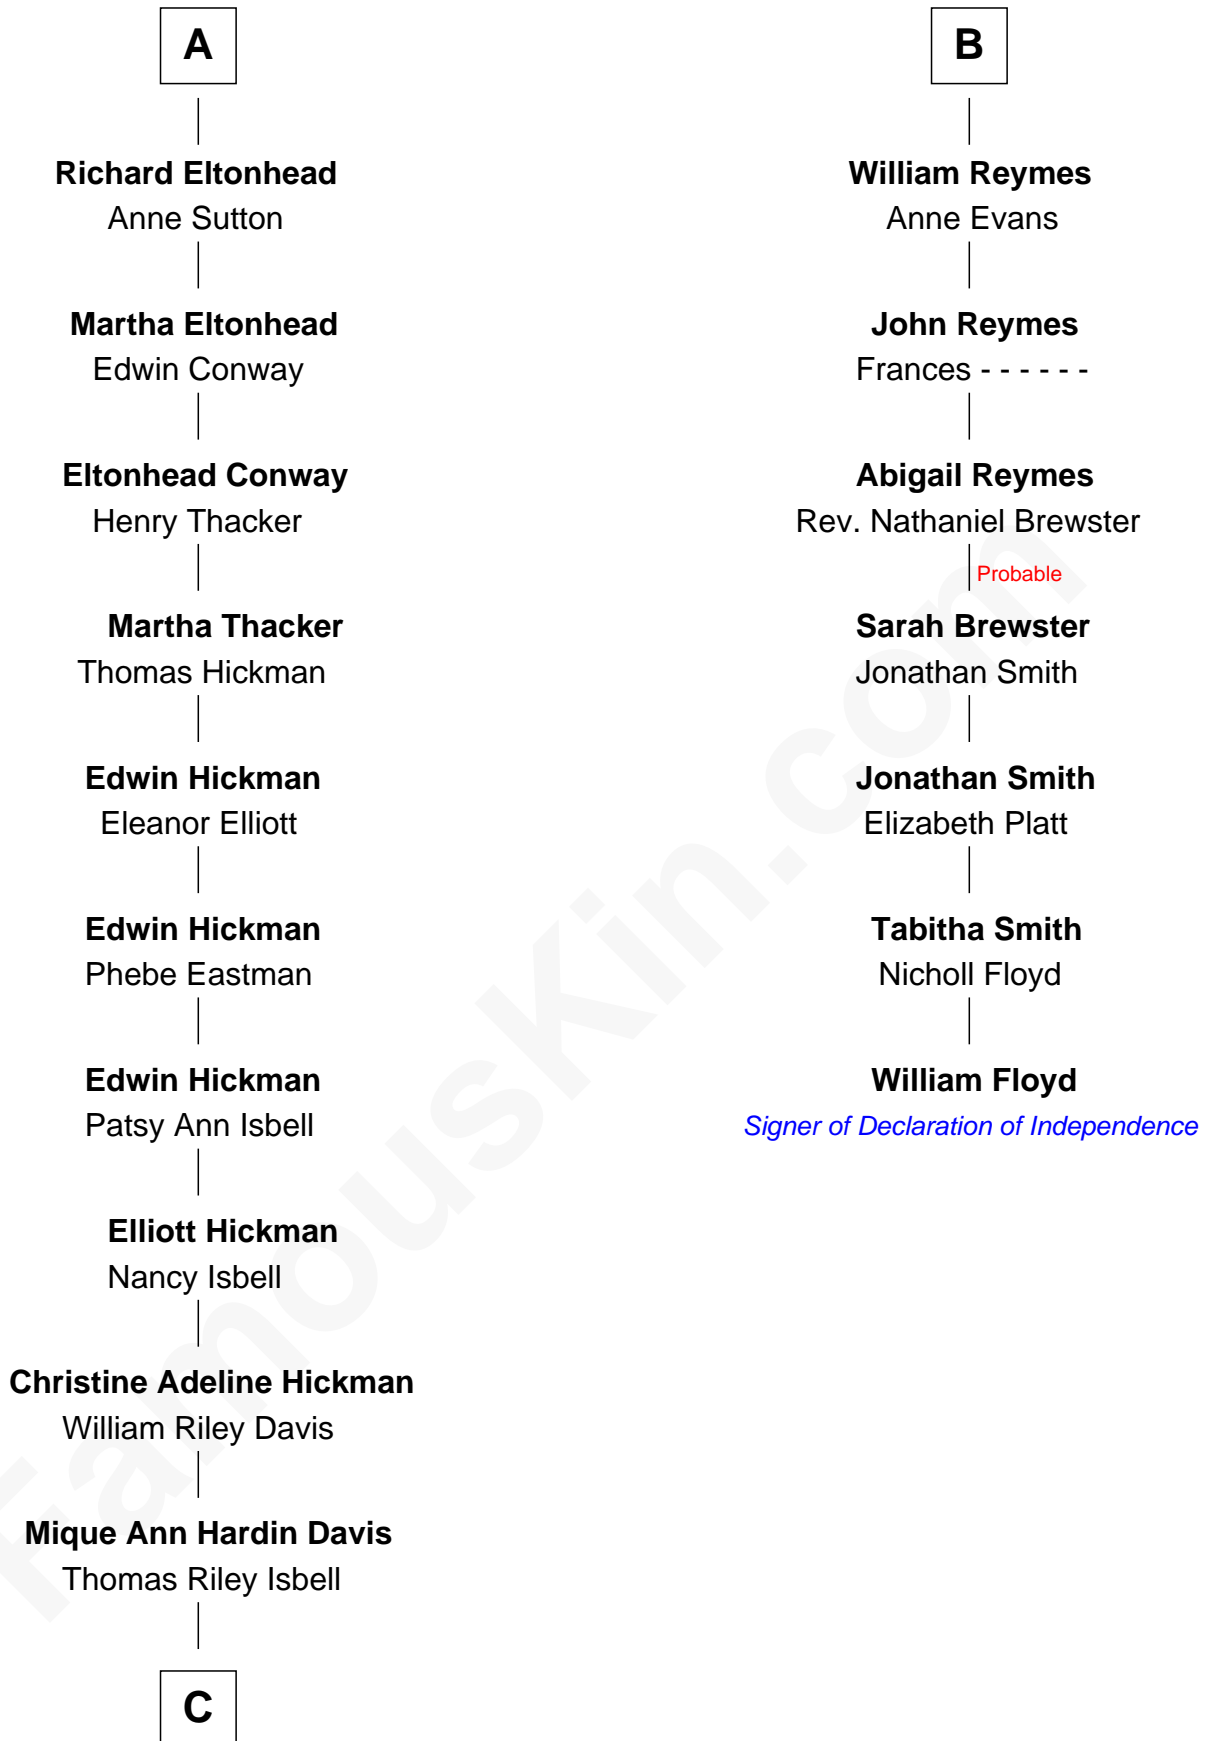 A
Richard Eltonhead
Anne Sutton
Martha Eltonhead
Edwin Conway
Eltonhead Conway
Henry Thacker
Martha Thacker
Thomas Hickman
Edwin Hickman
Eleanor Elliott
Edwin Hickman
Phebe Eastman
Edwin Hickman
Patsy Ann Isbell
Elliott Hickman
Nancy Isbell
Christine Adeline Hickman
William Riley Davis
Mique Ann Hardin Davis
Thomas Riley Isbell
C
B
William Reymes
Anne Evans
John Reymes
Frances - - - - - -
Abigail Reymes
Rev. Nathaniel Brewster
Probable
Sarah Brewster
Jonathan Smith
Jonathan Smith
Elizabeth Platt
Tabitha Smith
Nicholl Floyd
William Floyd
Signer of Declaration of Independence
FamousKin.com